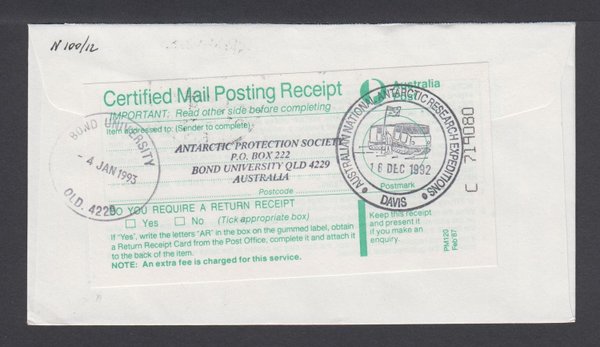 N 100/12
Certified Mail Posting Receipt
Australia
Post
IMPORTANT: Read other side before completing
Item addressed to: (Sender to complete)
ANTARCTIC PROTECTION SOCIETY
P.O. BOX 222
BOND UNIVERSITY QLD 4229
AUSTRALIA
Postcode
BOND UNIVERSITY
- 4 JAN 1993
QLD. 4229
AUSTRALIAN NATIONAL ANTARCTIC RESEARCH EXPEDITIONS
18 DEC 1992
DAVIS
Postmark
C 719080
DO YOU REQUIRE A RETURN RECEIPT
Yes No (Tick appropriate box)
If 'Yes', write the letters "AR" in the box on the gummed label, obtain
a Return Receipt Card from the Post Office, complete it and attach it
to the back of the item.
NOTE: An extra fee is charged for this service.
Keep this receipt
and present it
if you make an
enquiry.
PM123
Feb'87